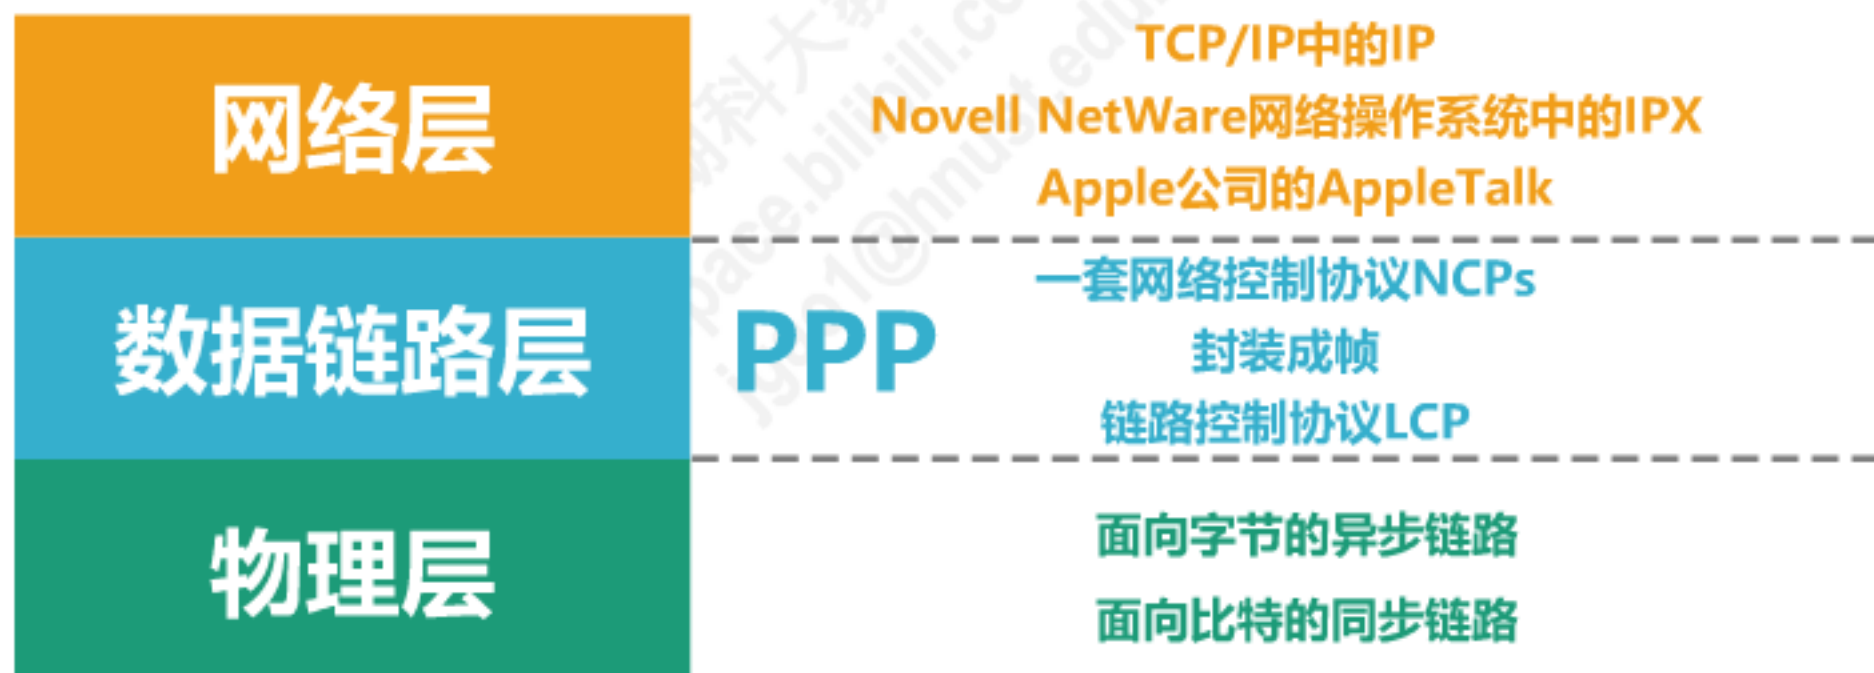 网络层
TCP/IP中的IP
Novell NetWare网络操作系统中的IPX
Apple公司的AppleTalk
数据链路层
PPP
一套网络控制协议NCPs
封装成帧
链路控制协议LCP
物理层
面向字节的异步链路
面向比特的同步链路